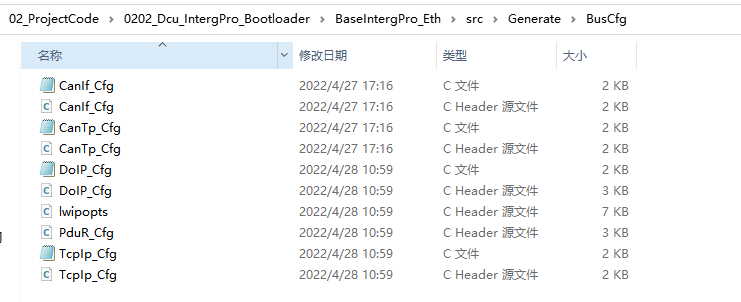 02_ProjectCode > 0202_Dcu_IntergPro_Bootloader > BaseIntergPro_Eth > src > Generate > BusCfg
名称 修改日期 类型 大小
CanIf_Cfg 2022/4/27 17:16 C 文件 2 KB
CanIf_Cfg 2022/4/27 17:16 C Header 源文件 2 KB
CanTp_Cfg 2022/4/27 17:16 C 文件 2 KB
CanTp_Cfg 2022/4/27 17:16 C Header 源文件 2 KB
DoIP_Cfg 2022/4/28 10:59 C 文件 2 KB
DoIP_Cfg 2022/4/28 10:59 C Header 源文件 3 KB
lwipopts 2022/4/28 10:59 C Header 源文件 7 KB
PduR_Cfg 2022/4/28 10:59 C Header 源文件 3 KB
TcpIp_Cfg 2022/4/28 10:59 C 文件 2 KB
TcpIp_Cfg 2022/4/28 10:59 C Header 源文件 2 KB